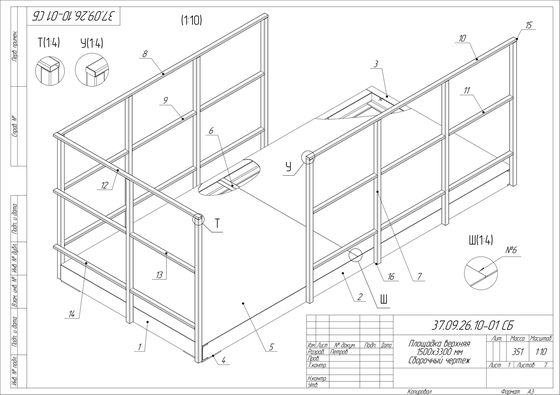 37.09.26.10-01 СБ
(1:10)
Т(1:4)
У(1:4)
8
9
6
3
10
15
11
12
У
Т
13
14
1
4
5
2
Ш
16
7
Ш(1:4)
№6
Перв. примен.
Справ. №
Подп. и дата
Инв. № дубл.
Взам. инв. №
Подп. и дата
Инв. № подл.
37.09.26.10-01 СБ
Изм. Лист № докум. Подп. Дата
Разраб. Петров
Пров.
Т.контр.
Н.контр.
Утв.
Площадка верхняя
1500х3300 мм
Сборочный чертеж
Лит. Масса Масштаб
351 1:10
Лист 1 Листов 7
Копировал Формат А3